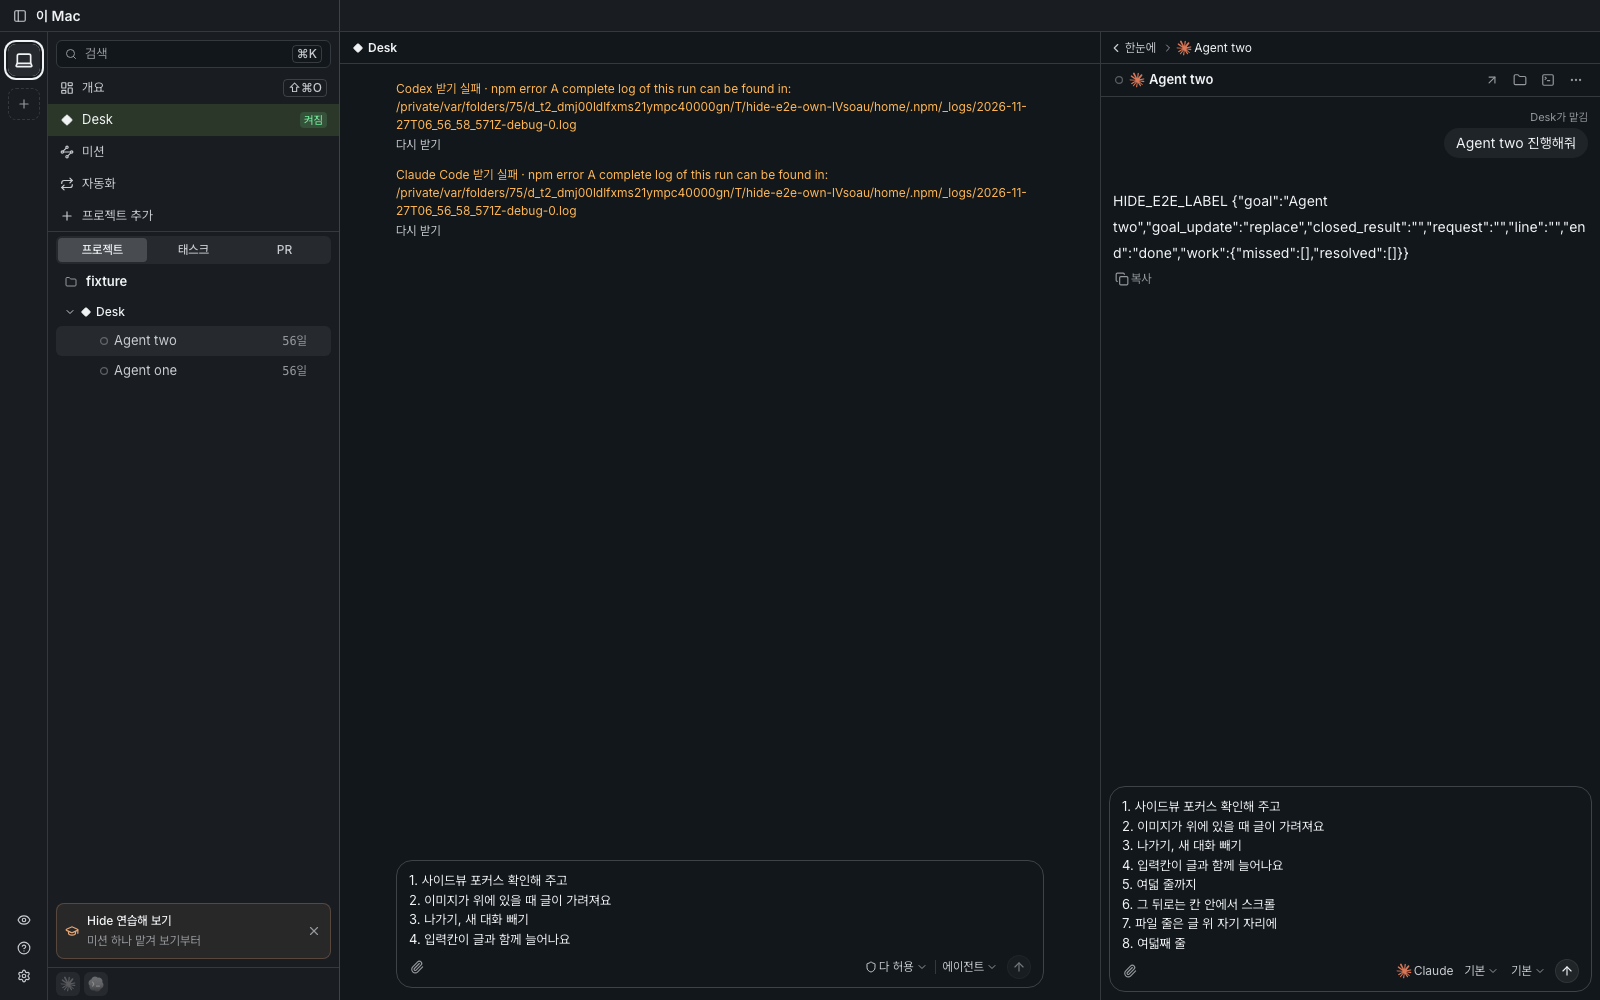 이 Mac
검색 ⌘K
개요 ⇧⌘O
Desk 켜짐
미션
자동화
프로젝트 추가
프로젝트 태스크 PR
fixture
Desk
Agent two 56일
Agent one 56일
Hide 연습해 보기
미션 하나 맡겨 보기부터
Desk
Codex 받기 실패 · npm error A complete log of this run can be found in:
/private/var/folders/75/d_t2_dmj00ldlfxms21ympc40000gn/T/hide-e2e-own-lVsoau/home/.npm/_logs/2026-11-
27T06_56_58_571Z-debug-0.log
다시 받기
Claude Code 받기 실패 · npm error A complete log of this run can be found in:
/private/var/folders/75/d_t2_dmj00ldlfxms21ympc40000gn/T/hide-e2e-own-lVsoau/home/.npm/_logs/2026-11-
27T06_56_58_571Z-debug-0.log
다시 받기
1. 사이드뷰 포커스 확인해 주고
2. 이미지가 위에 있을 때 글이 가려져요
3. 나가기, 새 대화 빼기
4. 입력칸이 글과 함께 늘어나요
다 허용 에이전트
한눈에 Agent two
Agent two
Desk가 맡김
Agent two 진행해줘
HIDE_E2E_LABEL {"goal":"Agent
two","goal_update":"replace","closed_result":"","request":"","line":"","en
d":"done","work":{"missed":[],"resolved":[]}}
복사
1. 사이드뷰 포커스 확인해 주고
2. 이미지가 위에 있을 때 글이 가려져요
3. 나가기, 새 대화 빼기
4. 입력칸이 글과 함께 늘어나요
5. 여덟 줄까지
6. 그 뒤로는 칸 안에서 스크롤
7. 파일 줄은 글 위 자기 자리에
8. 여덟째 줄
Claude 기본 기본